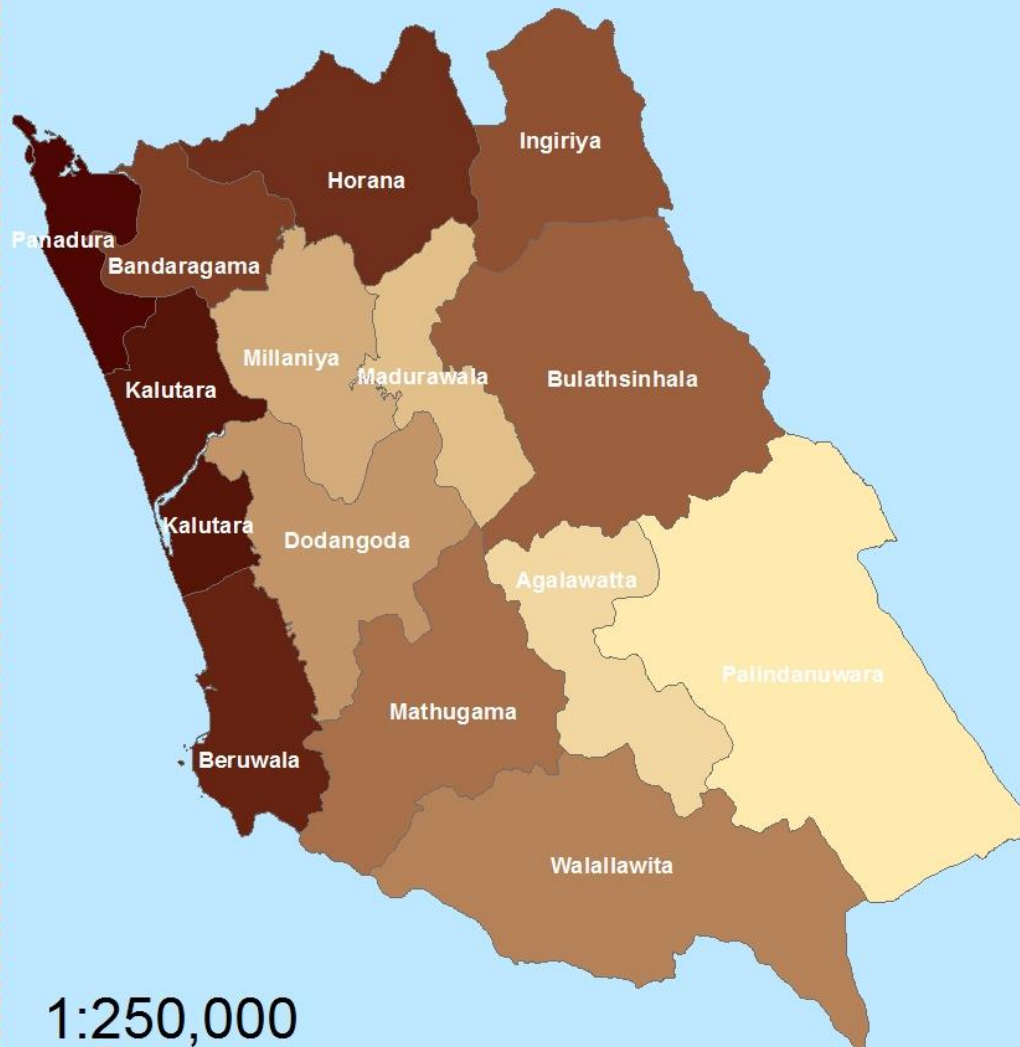 Ingiriya
Horana
Panadura
Bandaragama
Millaniya
Madurawala
Bulathsinhala
Kalutara
Kalutara
Dodangoda
Agalawatta
Palindanuwara
Mathugama
Beruwala
Walallawita
1:250,000